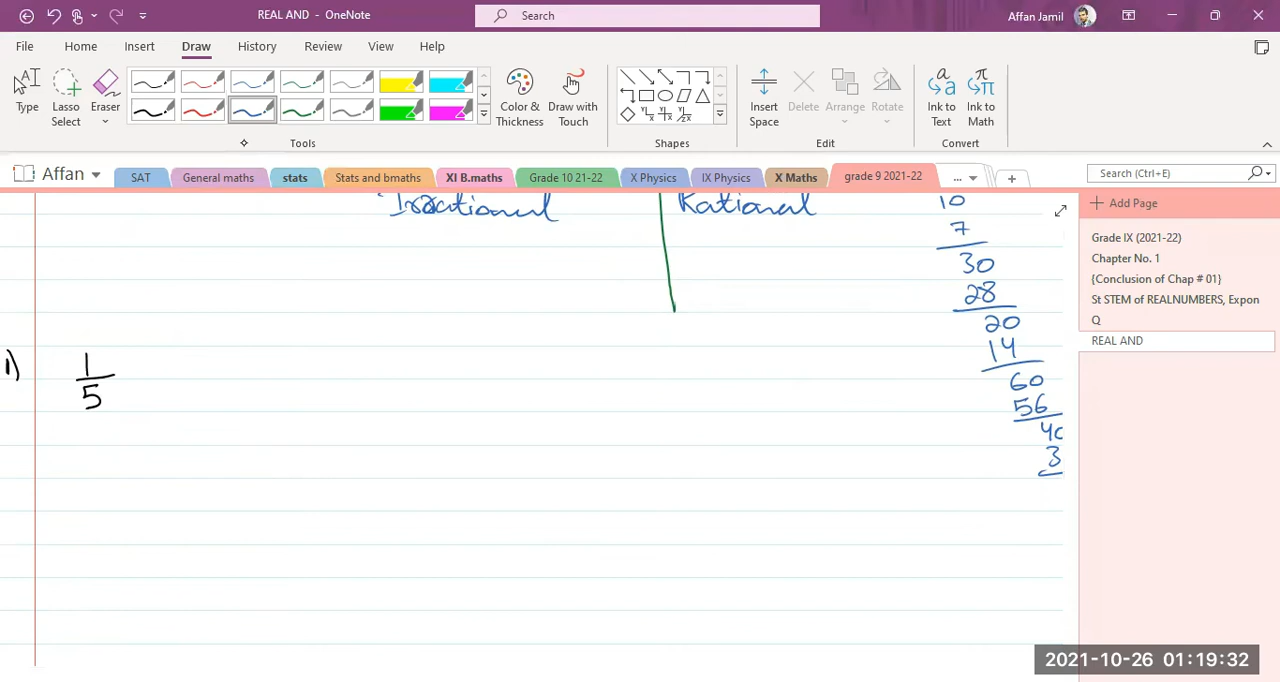 REAL AND - OneNote
Search
Affan Jamil
File Home Insert Draw History Review View Help
Type
Lasso Select
Eraser
Color & Thickness
Draw with Touch
Insert Space
Delete
Arrange
Rotate
Ink to Text
Ink to Math
Tools
Shapes
Edit
Convert
Affan
SAT
General maths
stats
Stats and bmaths
XI B.maths
Grade 10 21-22
X Physics
IX Physics
X Maths
grade 9 2021-22
...
Search (Ctrl+E)
Add Page
Grade IX (2021-22)
Chapter No. 1
{Conclusion of Chap # 01}
St STEM of REALNUMBERS, Expon
Q
REAL AND
Irrational
Rational
10
7
30
28
20
14
60
56
40
3
1)
1
5
2021-10-26 01:19:32